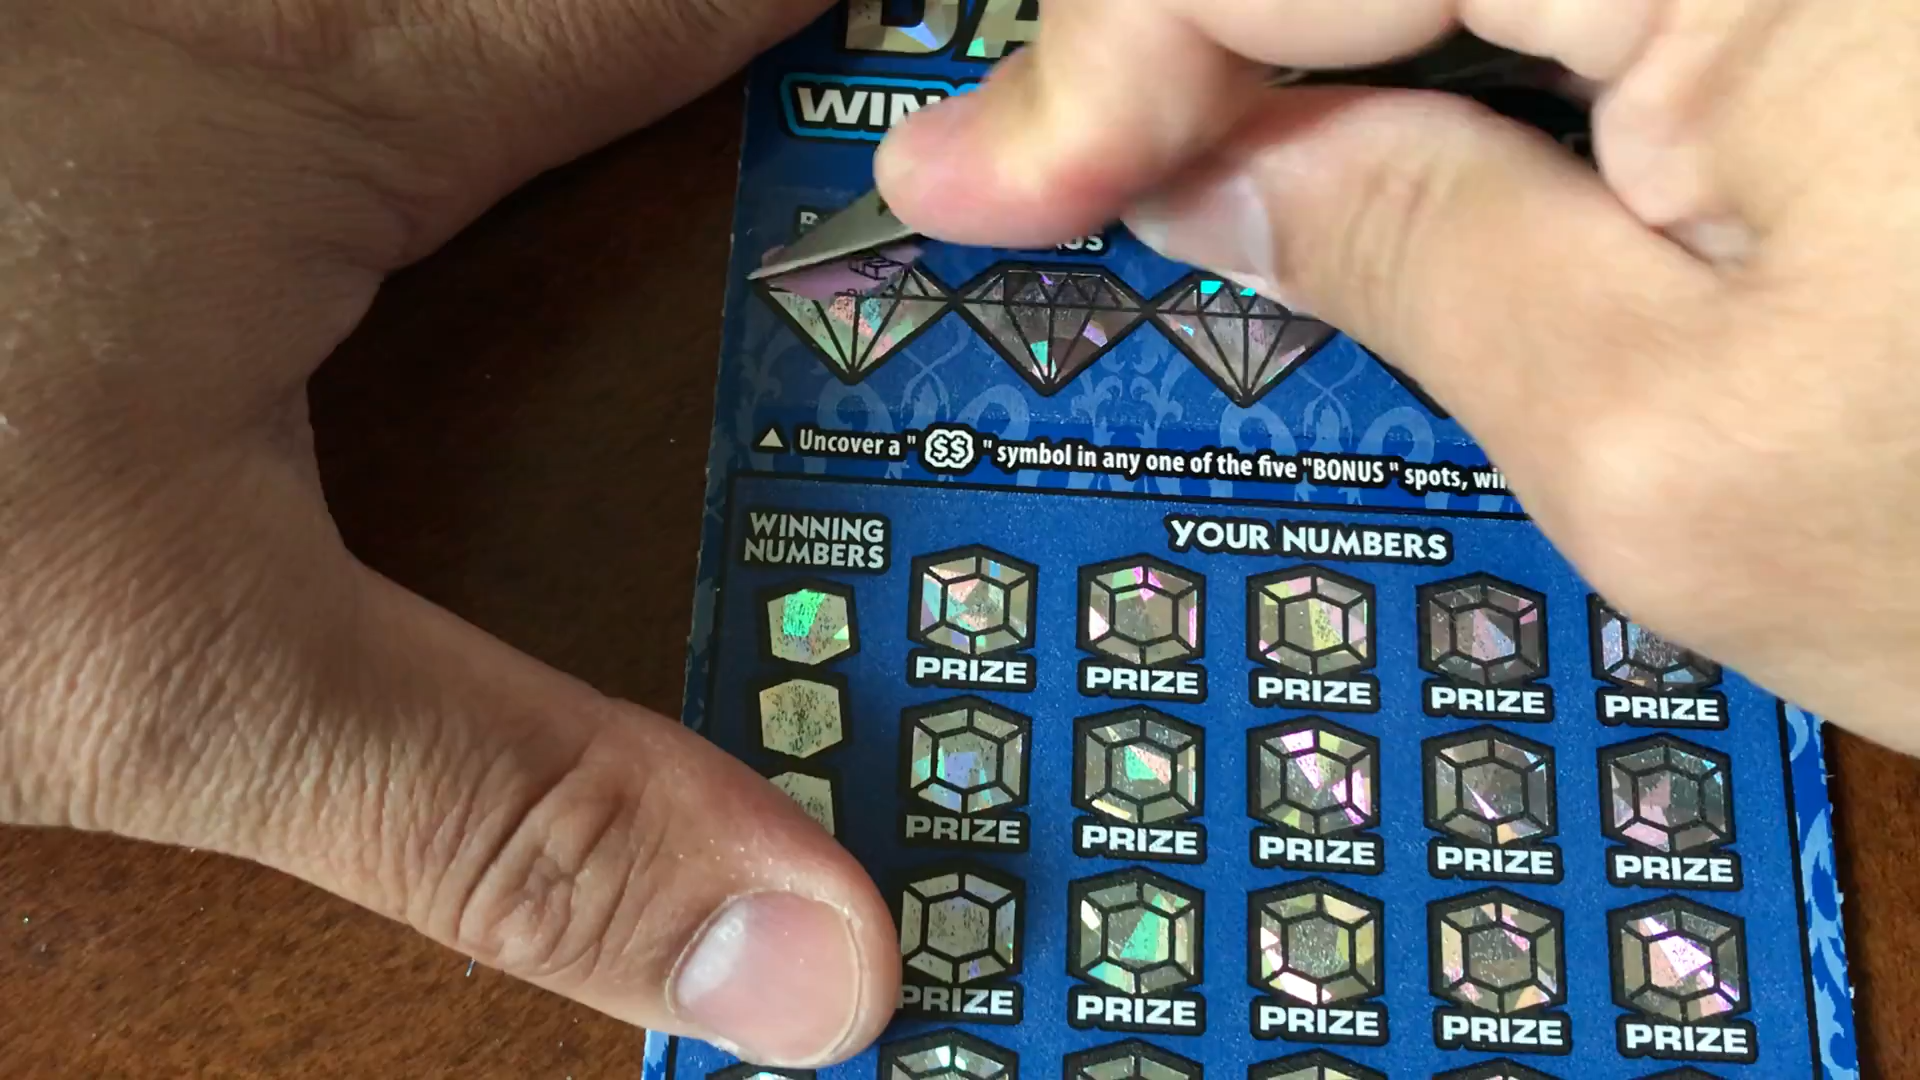 WIN
▲ Uncover a " $$ " symbol in any one of the five "BONUS" spots,
WINNING
NUMBERS
YOUR NUMBERS
PRIZE PRIZE PRIZE PRIZE PRIZE
PRIZE PRIZE PRIZE PRIZE PRIZE
PRIZE PRIZE PRIZE PRIZE PRIZE